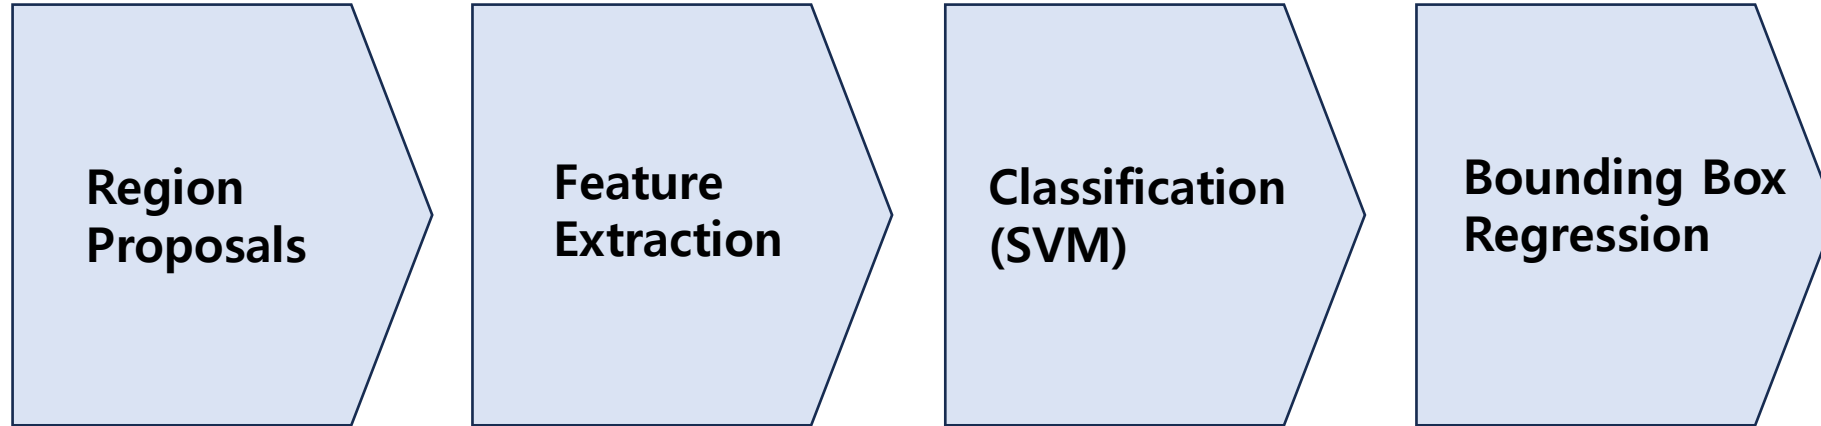 Region
Proposals
Feature
Extraction
Classification
(SVM)
Bounding Box
Regression